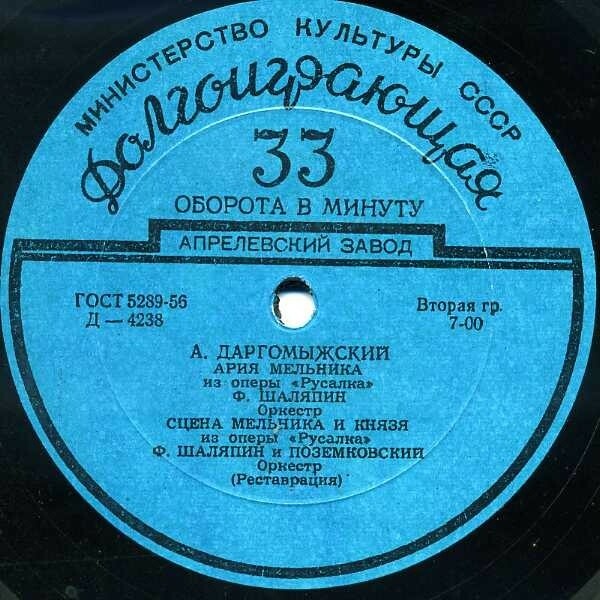 МИНИСТЕРСТВО КУЛЬТУРЫ СССР
Долгоиграющая
33
ОБОРОТА В МИНУТУ
АПРЕЛЕВСКИЙ ЗАВОД
ГОСТ 5289-56
Д — 4238
Вторая гр.
7-00
А. ДАРГОМЫЖСКИЙ
АРИЯ МЕЛЬНИКА
из оперы «Русалка»
Ф. ШАЛЯПИН
Оркестр
СЦЕНА МЕЛЬНИКА И КНЯЗЯ
из оперы «Русалка»
Ф. ШАЛЯПИН и ПОЗЕМКОВСКИЙ
Оркестр
(Реставрация)